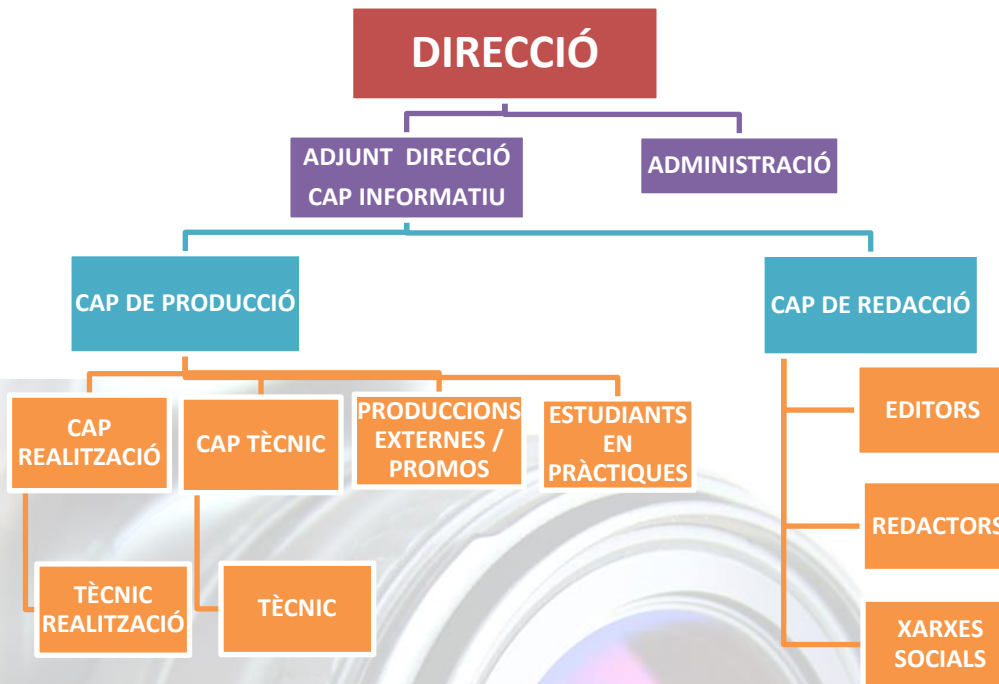 DIRECCIÓ
ADJUNT DIRECCIÓ
CAP INFORMATIU
ADMINISTRACIÓ
CAP DE PRODUCCIÓ
CAP DE REDACCIÓ
CAP
REALITZACIÓ
CAP TÈCNIC
PRODUCCIONS
EXTERNES /
PROMOS
ESTUDIANTS
EN
PRÀCTIQUES
EDITORS
REDACTORS
TÈCNIC
REALITZACIÓ
TÈCNIC
XARXES
SOCIALS